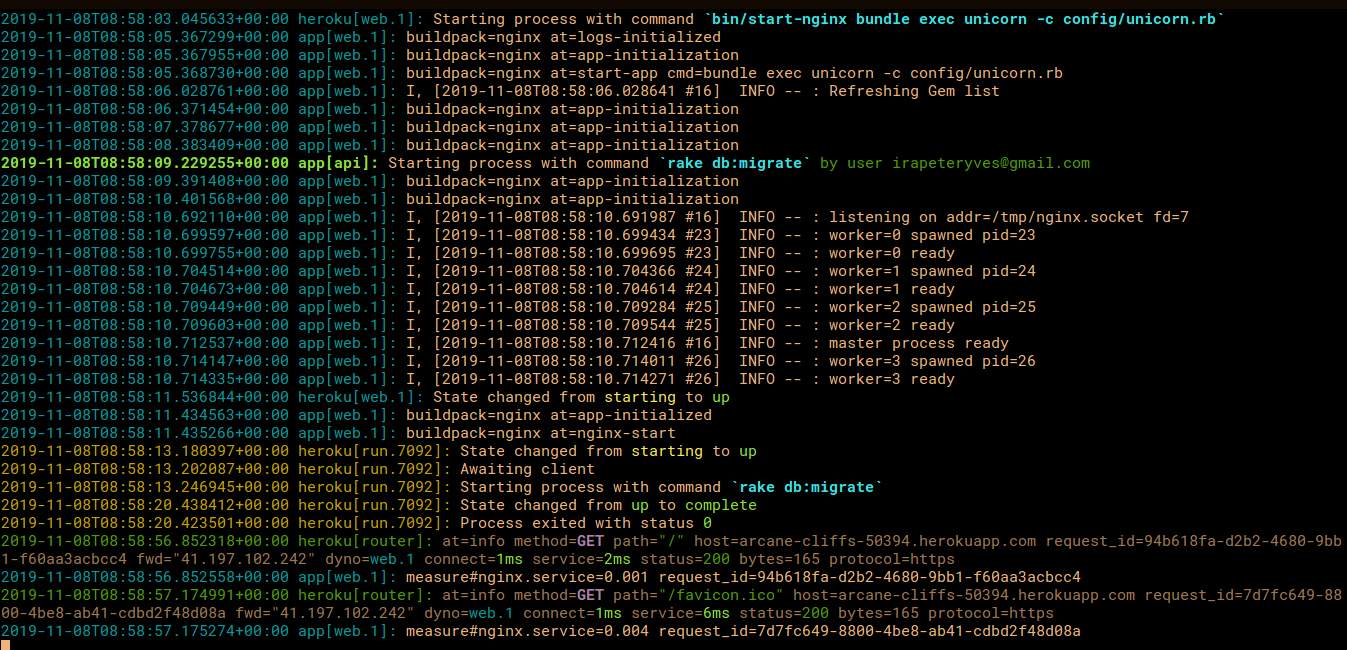 2019-11-08T08:58:03.045633+00:00 heroku[web.1]: Starting process with command `bin/start-nginx bundle exec unicorn -c config/unicorn.rb`
2019-11-08T08:58:05.367299+00:00 app[web.1]: buildpack=nginx at=logs-initialized
2019-11-08T08:58:05.367955+00:00 app[web.1]: buildpack=nginx at=app-initialization
2019-11-08T08:58:05.368730+00:00 app[web.1]: buildpack=nginx at=start-app cmd=bundle exec unicorn -c config/unicorn.rb
2019-11-08T08:58:06.028761+00:00 app[web.1]: I, [2019-11-08T08:58:06.028641 #16]  INFO -- : Refreshing Gem list
2019-11-08T08:58:06.371454+00:00 app[web.1]: buildpack=nginx at=app-initialization
2019-11-08T08:58:07.378677+00:00 app[web.1]: buildpack=nginx at=app-initialization
2019-11-08T08:58:08.383409+00:00 app[web.1]: buildpack=nginx at=app-initialization
2019-11-08T08:58:09.229255+00:00 app[api]: Starting process with command `rake db:migrate` by user irapeteryves@gmail.com
2019-11-08T08:58:09.391408+00:00 app[web.1]: buildpack=nginx at=app-initialization
2019-11-08T08:58:10.401568+00:00 app[web.1]: buildpack=nginx at=app-initialization
2019-11-08T08:58:10.692110+00:00 app[web.1]: I, [2019-11-08T08:58:10.691987 #16]  INFO -- : listening on addr=/tmp/nginx.socket fd=7
2019-11-08T08:58:10.699597+00:00 app[web.1]: I, [2019-11-08T08:58:10.699434 #23]  INFO -- : worker=0 spawned pid=23
2019-11-08T08:58:10.699755+00:00 app[web.1]: I, [2019-11-08T08:58:10.699695 #23]  INFO -- : worker=0 ready
2019-11-08T08:58:10.704514+00:00 app[web.1]: I, [2019-11-08T08:58:10.704366 #24]  INFO -- : worker=1 spawned pid=24
2019-11-08T08:58:10.704673+00:00 app[web.1]: I, [2019-11-08T08:58:10.704614 #24]  INFO -- : worker=1 ready
2019-11-08T08:58:10.709449+00:00 app[web.1]: I, [2019-11-08T08:58:10.709284 #25]  INFO -- : worker=2 spawned pid=25
2019-11-08T08:58:10.709603+00:00 app[web.1]: I, [2019-11-08T08:58:10.709544 #25]  INFO -- : worker=2 ready
2019-11-08T08:58:10.712537+00:00 app[web.1]: I, [2019-11-08T08:58:10.712416 #16]  INFO -- : master process ready
2019-11-08T08:58:10.714147+00:00 app[web.1]: I, [2019-11-08T08:58:10.714011 #26]  INFO -- : worker=3 spawned pid=26
2019-11-08T08:58:10.714335+00:00 app[web.1]: I, [2019-11-08T08:58:10.714271 #26]  INFO -- : worker=3 ready
2019-11-08T08:58:11.536844+00:00 heroku[web.1]: State changed from starting to up
2019-11-08T08:58:11.434563+00:00 app[web.1]: buildpack=nginx at=app-initialized
2019-11-08T08:58:11.435266+00:00 app[web.1]: buildpack=nginx at=nginx-start
2019-11-08T08:58:13.180397+00:00 heroku[run.7092]: State changed from starting to up
2019-11-08T08:58:13.202087+00:00 heroku[run.7092]: Awaiting client
2019-11-08T08:58:13.246945+00:00 heroku[run.7092]: Starting process with command `rake db:migrate`
2019-11-08T08:58:20.438412+00:00 heroku[run.7092]: State changed from up to complete
2019-11-08T08:58:20.423501+00:00 heroku[run.7092]: Process exited with status 0
2019-11-08T08:58:56.852318+00:00 heroku[router]: at=info method=GET path="/" host=arcane-cliffs-50394.herokuapp.com request_id=94b618fa-d2b2-4680-9bb
1-f60aa3acbcc4 fwd="41.197.102.242" dyno=web.1 connect=1ms service=2ms status=200 bytes=165 protocol=https
2019-11-08T08:58:56.852558+00:00 app[web.1]: measure#nginx.service=0.001 request_id=94b618fa-d2b2-4680-9bb1-f60aa3acbcc4
2019-11-08T08:58:57.174991+00:00 heroku[router]: at=info method=GET path="/favicon.ico" host=arcane-cliffs-50394.herokuapp.com request_id=7d7fc649-88
00-4be8-ab41-cdbd2f48d08a fwd="41.197.102.242" dyno=web.1 connect=1ms service=6ms status=200 bytes=165 protocol=https
2019-11-08T08:58:57.175274+00:00 app[web.1]: measure#nginx.service=0.004 request_id=7d7fc649-8800-4be8-ab41-cdbd2f48d08a